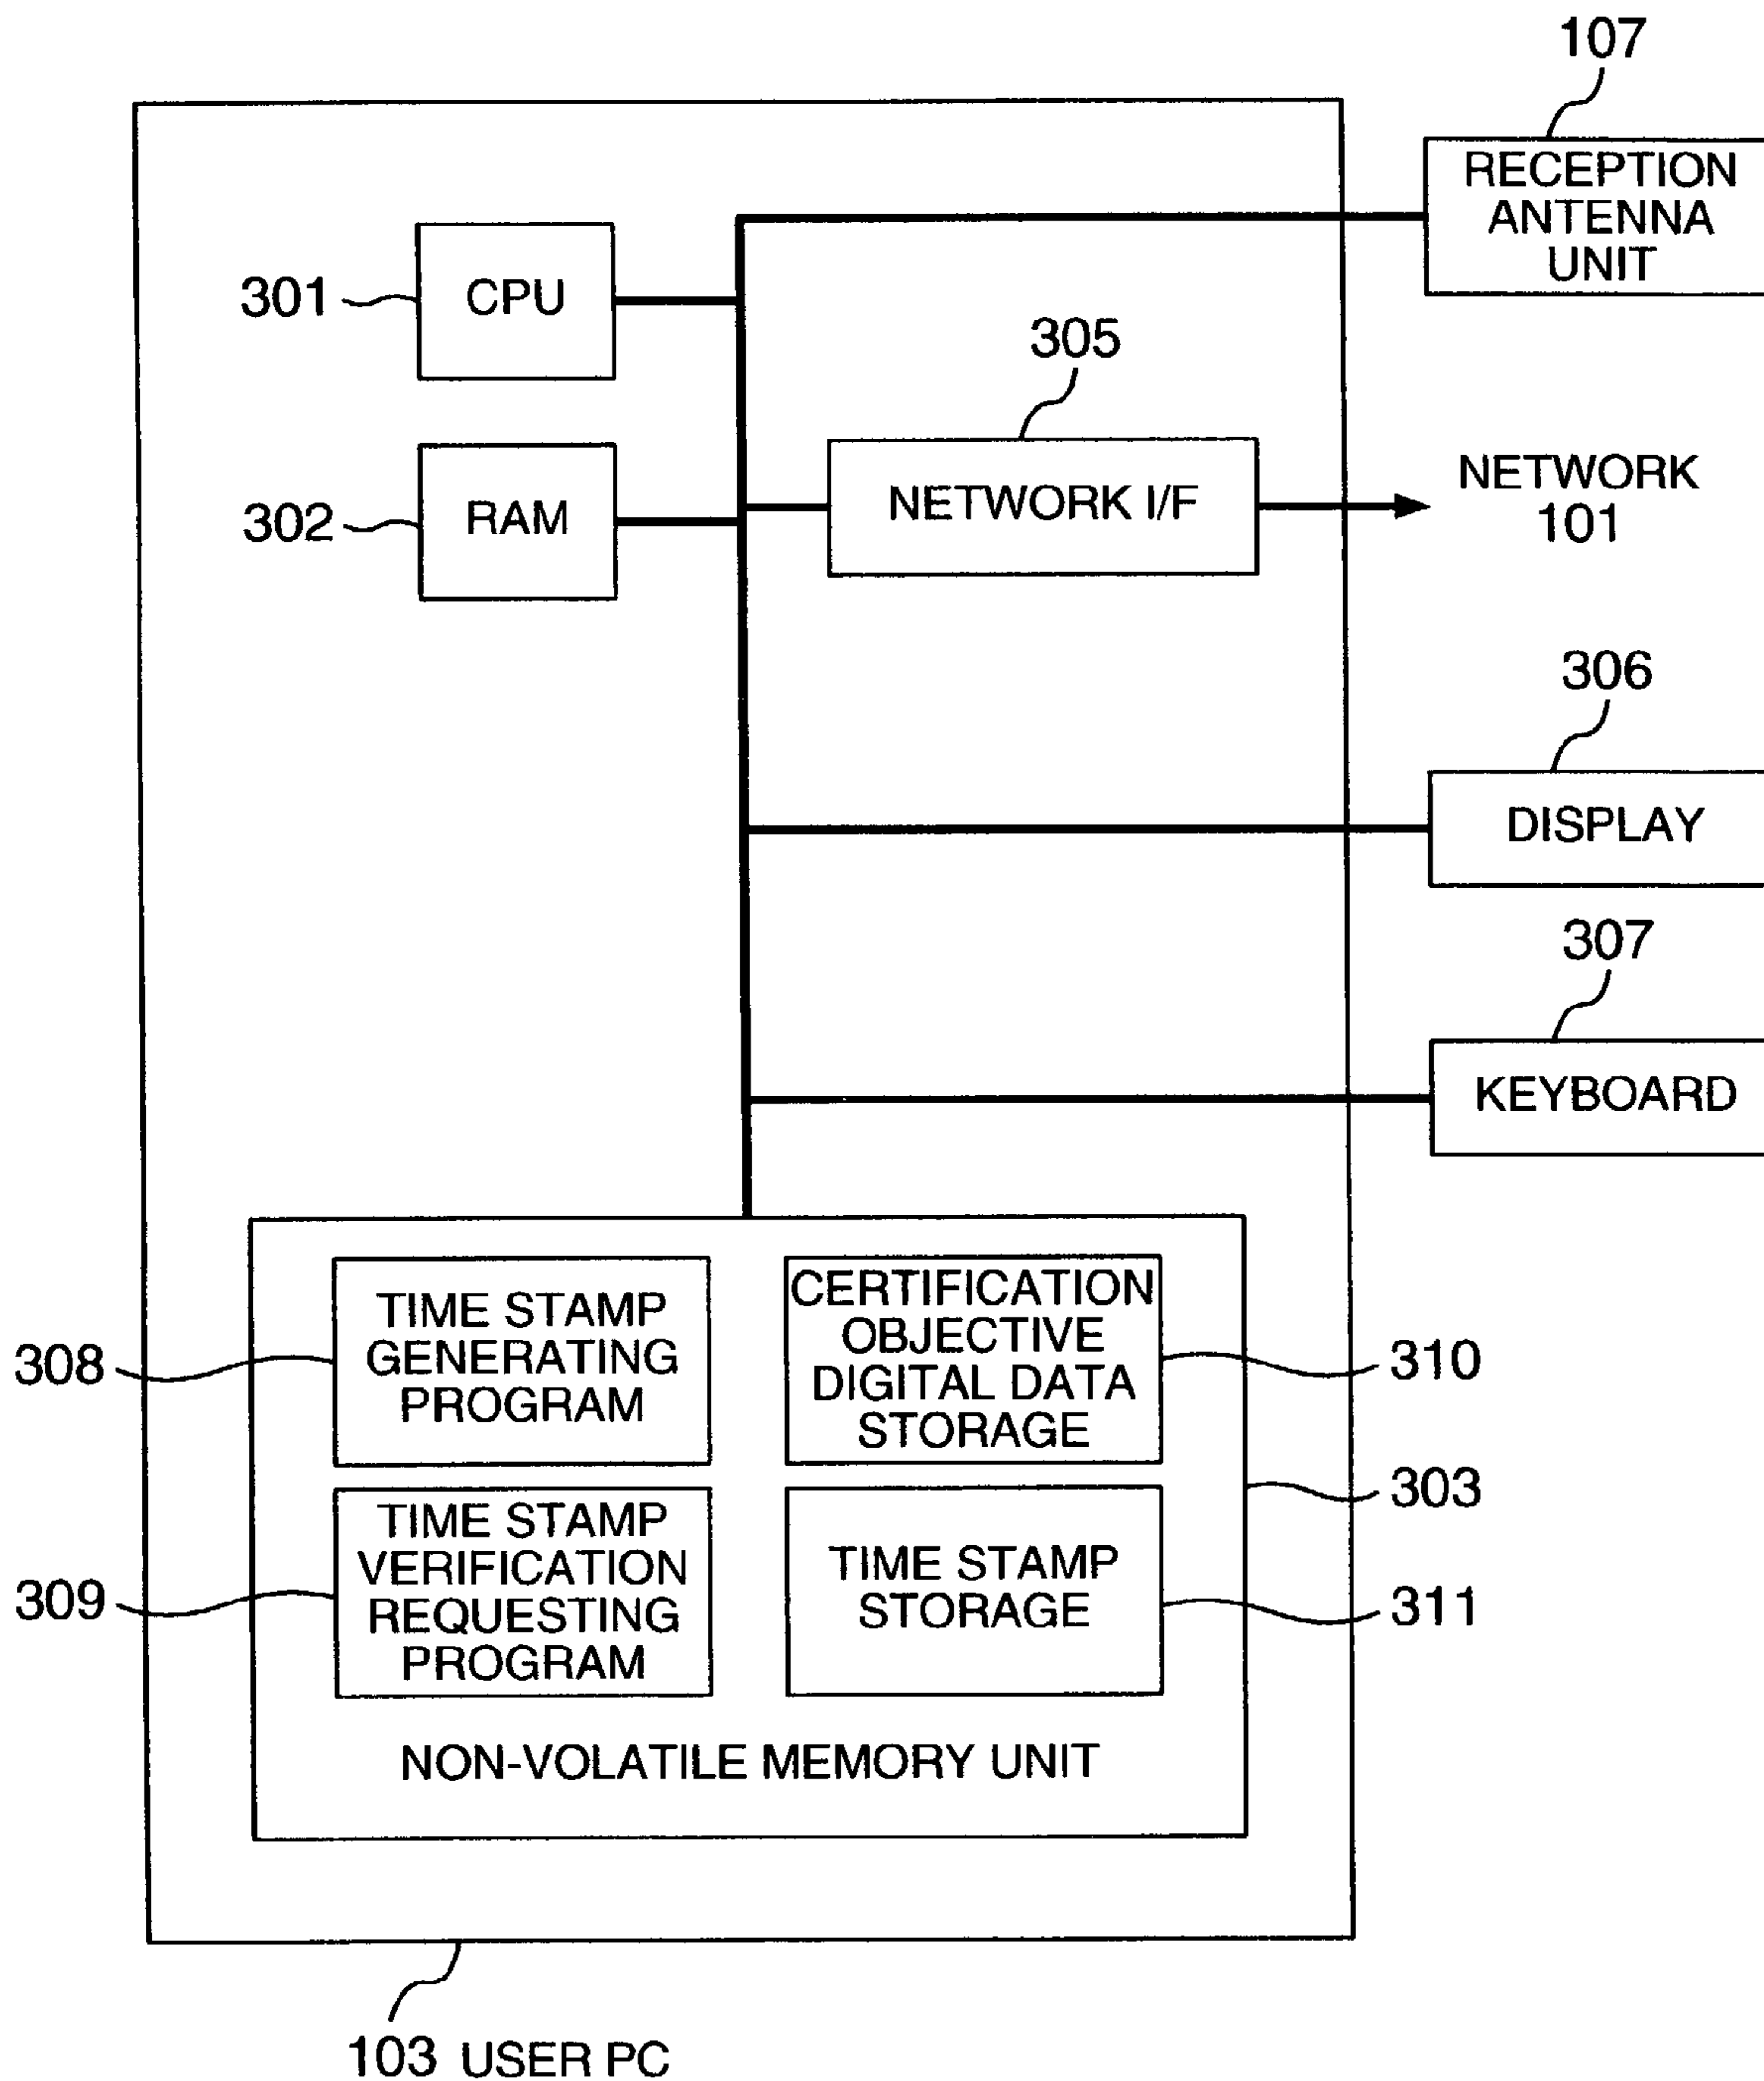 107
RECEPTION
ANTENNA
UNIT
301
CPU
305
302
RAM
NETWORK I/F
NETWORK
101
306
DISPLAY
307
KEYBOARD
308
TIME STAMP
GENERATING
PROGRAM
CERTIFICATION
OBJECTIVE
DIGITAL DATA
STORAGE
310
303
309
TIME STAMP
VERIFICATION
REQUESTING
PROGRAM
TIME STAMP
STORAGE
311
NON-VOLATILE MEMORY UNIT
103 USER PC